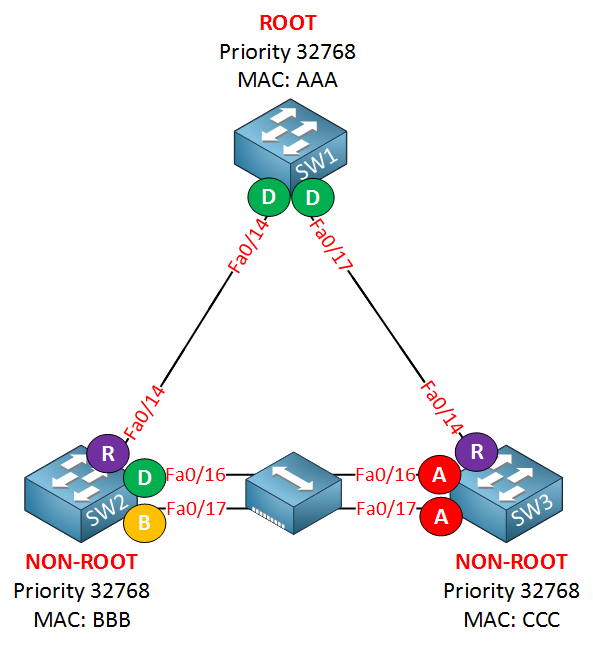 ROOT
Priority 32768
MAC: AAA
SW1
D
D
Fa0/14
Fa0/17
Fa0/14
Fa0/14
R
R
D
Fa0/16
Fa0/16
A
SW2
SW3
B
Fa0/17
Fa0/17
A
NON-ROOT
Priority 32768
MAC: BBB
NON-ROOT
Priority 32768
MAC: CCC